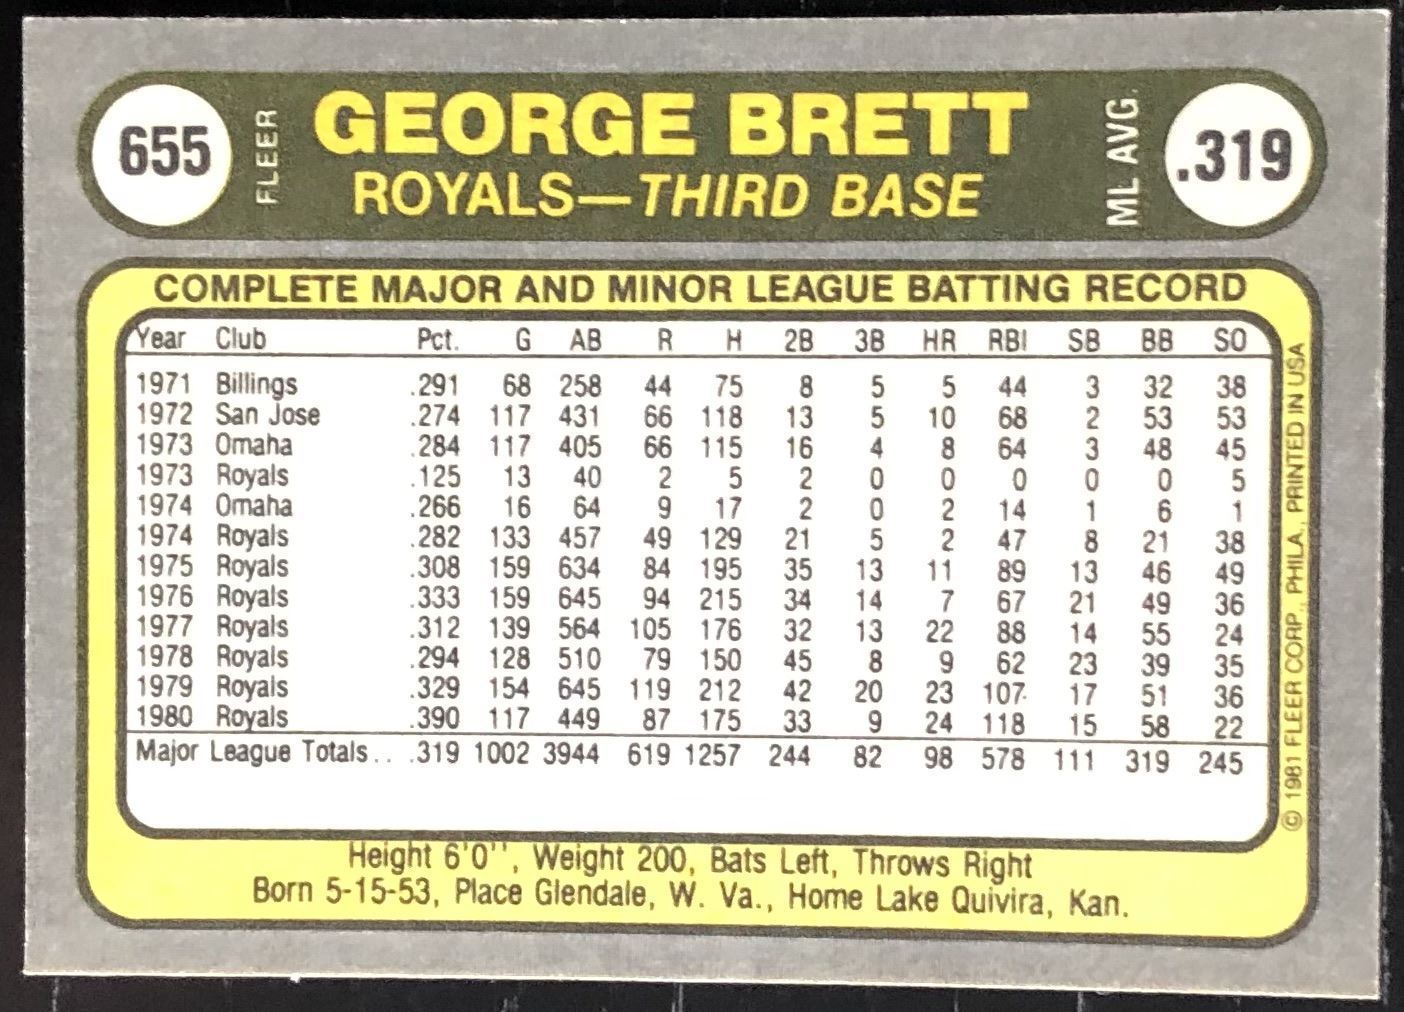 655 FLEER GEORGE BRETT ML AVG. .319
ROYALS—THIRD BASE
COMPLETE MAJOR AND MINOR LEAGUE BATTING RECORD
Year Club Pct. G AB R H 2B 3B HR RBI SB BB SO
1971 Billings .291 68 258 44 75 8 5 5 44 3 32 38
1972 San Jose .274 117 431 66 118 13 5 10 68 2 53 53
1973 Omaha .284 117 405 66 115 16 4 8 64 3 48 45
1973 Royals .125 13 40 2 5 2 0 0 0 0 0 5
1974 Omaha .266 16 64 9 17 2 0 2 14 1 6 1
1974 Royals .282 133 457 49 129 21 5 2 47 8 21 38
1975 Royals .308 159 634 84 195 35 13 11 89 13 46 49
1976 Royals .333 159 645 94 215 34 14 7 67 21 49 36
1977 Royals .312 139 564 105 176 32 13 22 88 14 55 24
1978 Royals .294 128 510 79 150 45 8 9 62 23 39 35
1979 Royals .329 154 645 119 212 42 20 23 107 17 51 36
1980 Royals .390 117 449 87 175 33 9 24 118 15 58 22
Major League Totals .. .319 1002 3944 619 1257 244 82 98 578 111 319 245
© 1981 FLEER CORP., PHILA., PRINTED IN USA
Height 6'0'', Weight 200, Bats Left, Throws Right
Born 5-15-53, Place Glendale, W. Va., Home Lake Quivira, Kan.